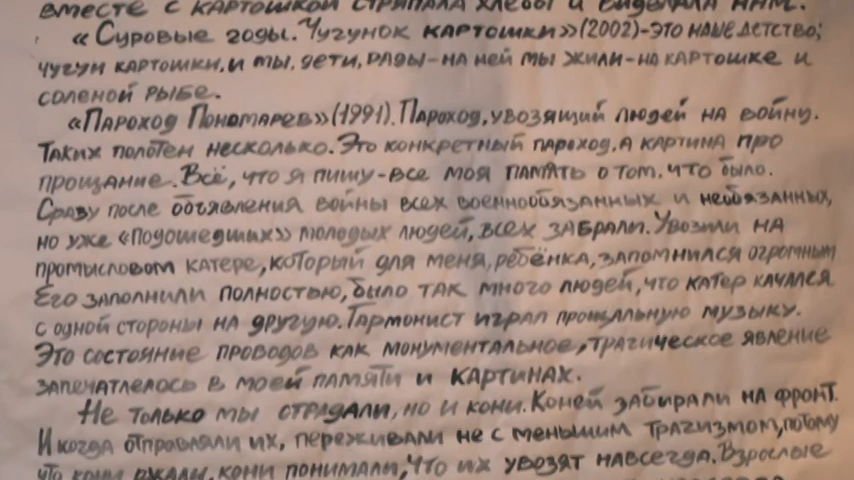 вместе с картошкой стряпала хлебы и
«Суровые годы. Чугунок картошки» (2002)-это наше детство;
чугун картошки, и мы, дети, рады-на ней мы жили-на картошке и
соленой рыбе.
«Пароход Пономарев» (1991). Пароход, увозящий людей на войну.
Таких полотен несколько. Это конкретный пароход, а картина про
прощание. Всё, что я пишу-все моя память о том, что было.
Сразу после объявления войны всех военнообязанных и необязанных,
но уже «подошедших» молодых людей, всех забрали. Увозили на
промысловом катере, который для меня, ребёнка, запомнился огромным
Его заполнили полностью, было так много людей, что катер качался
с одной стороны на другую. Гармонист играл прощальную музыку.
Это состояние проводов как монументальное, трагическое явление
запечатлелось в моей памяти и картинах.
Не только мы страдали, но и кони. Коней забирали на фронт.
И когда отправляли их, переживали не с меньшим трагизмом, потому
что кони ржали, кони понимали, что их увозят навсегда. Взрослые